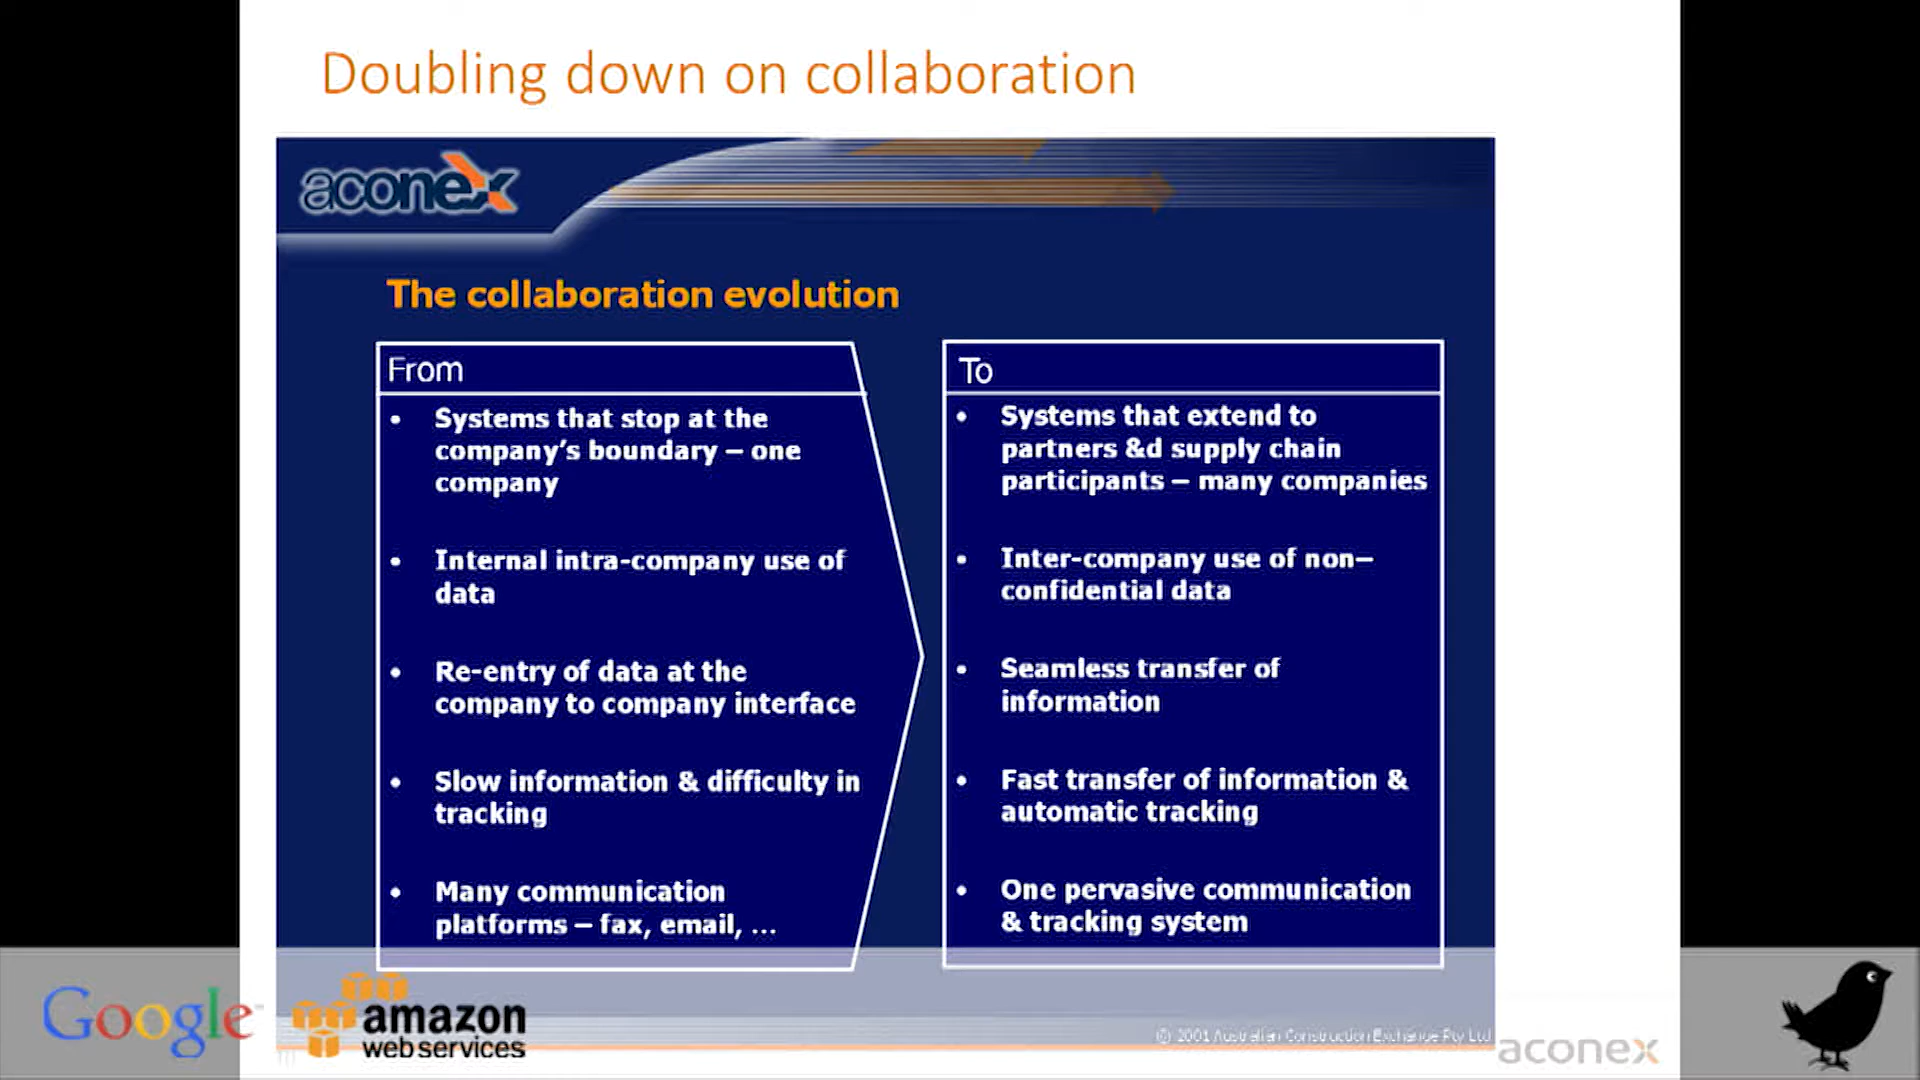 Doubling down on collaboration
aconex
The collaboration evolution
From
• Systems that stop at the
company's boundary – one
company
• Internal intra-company use of
data
• Re-entry of data at the
company to company interface
• Slow information & difficulty in
tracking
• Many communication
platforms – fax, email, ...
To
• Systems that extend to
partners &d supply chain
participants – many companies
• Inter-company use of non–
confidential data
• Seamless transfer of
information
• Fast transfer of information &
automatic tracking
• One pervasive communication
& tracking system
© 2001 Australian Construction Exchange Pty Ltd
Google
amazon
webservices
aconex